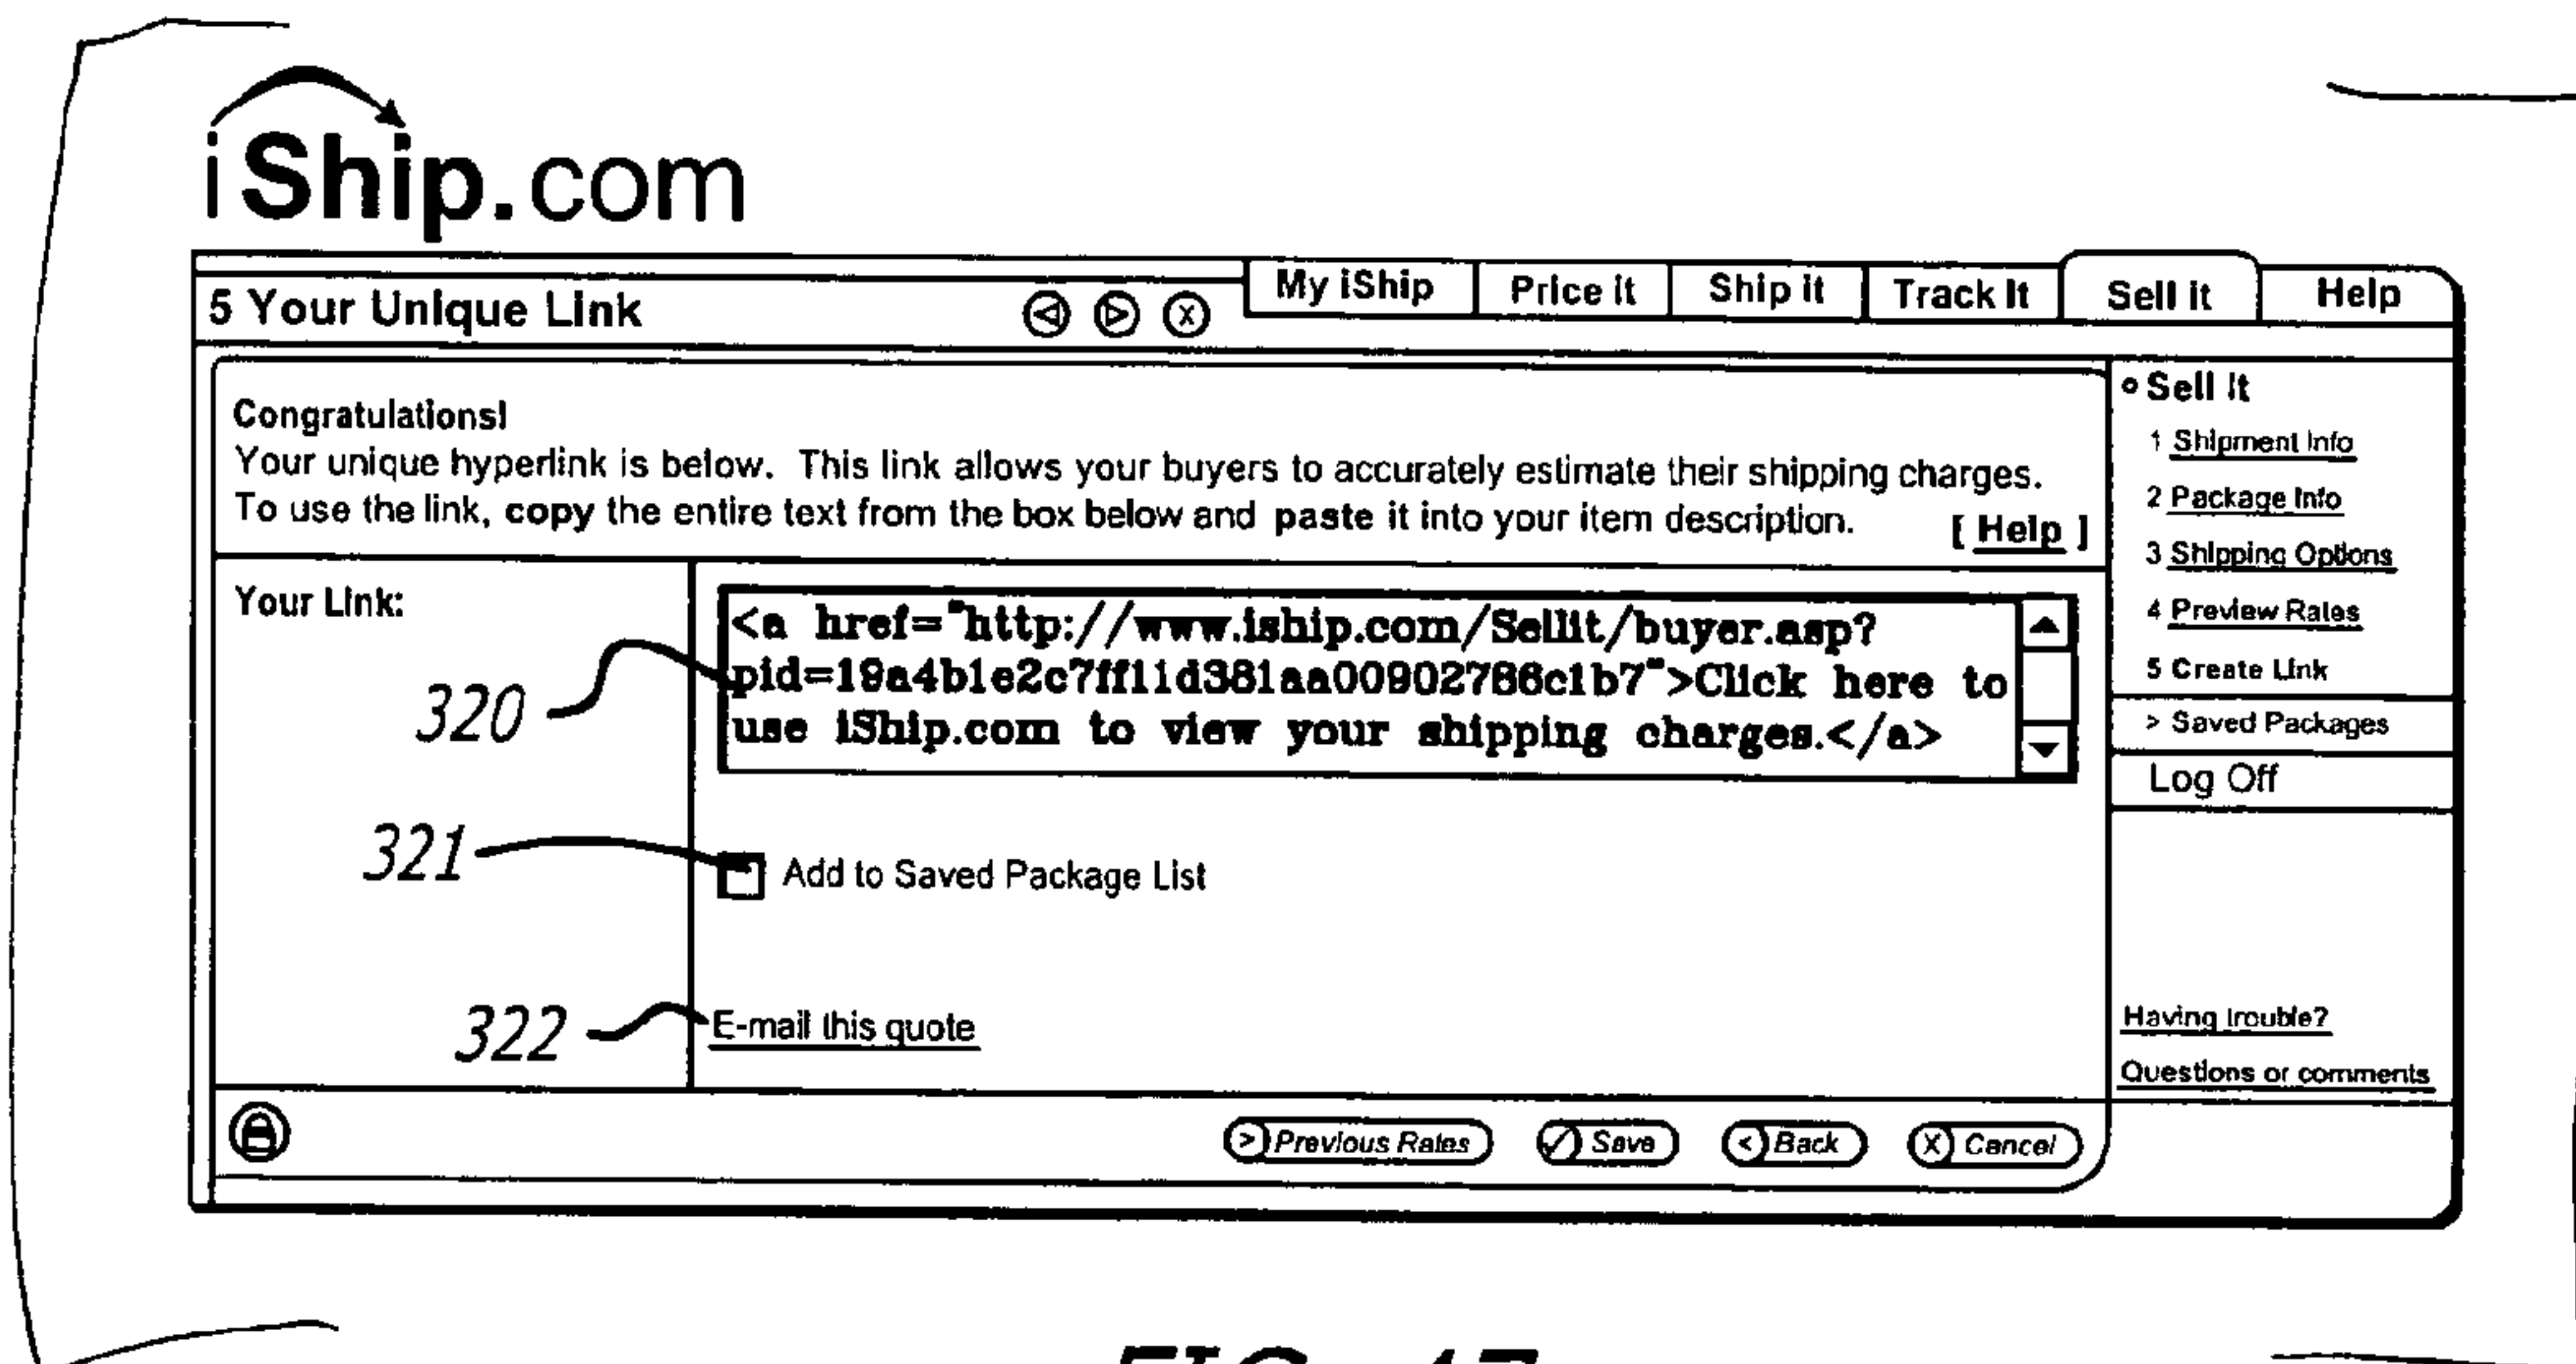 iShip.com
5 Your Unique Link
My iShip Price it Ship it Track It Sell it Help
Congratulations!
Your unique hyperlink is below. This link allows your buyers to accurately estimate their shipping charges.
To use the link, copy the entire text from the box below and paste it into your item description. [ Help ]
Your Link:
<a href="http://www.iship.com/Sellit/buyer.asp?
pid=19a4b1e2c7ff11d381aa00902786c1b7">Click here to
use iShip.com to view your shipping charges.</a>
320
321
Add to Saved Package List
322
E-mail this quote
> Previous Rates
✓ Save
< Back
X Cancel
Sell It
1 Shipment Info
2 Package Info
3 Shipping Options
4 Preview Rates
5 Create Link
> Saved Packages
Log Off
Having trouble?
Questions or comments